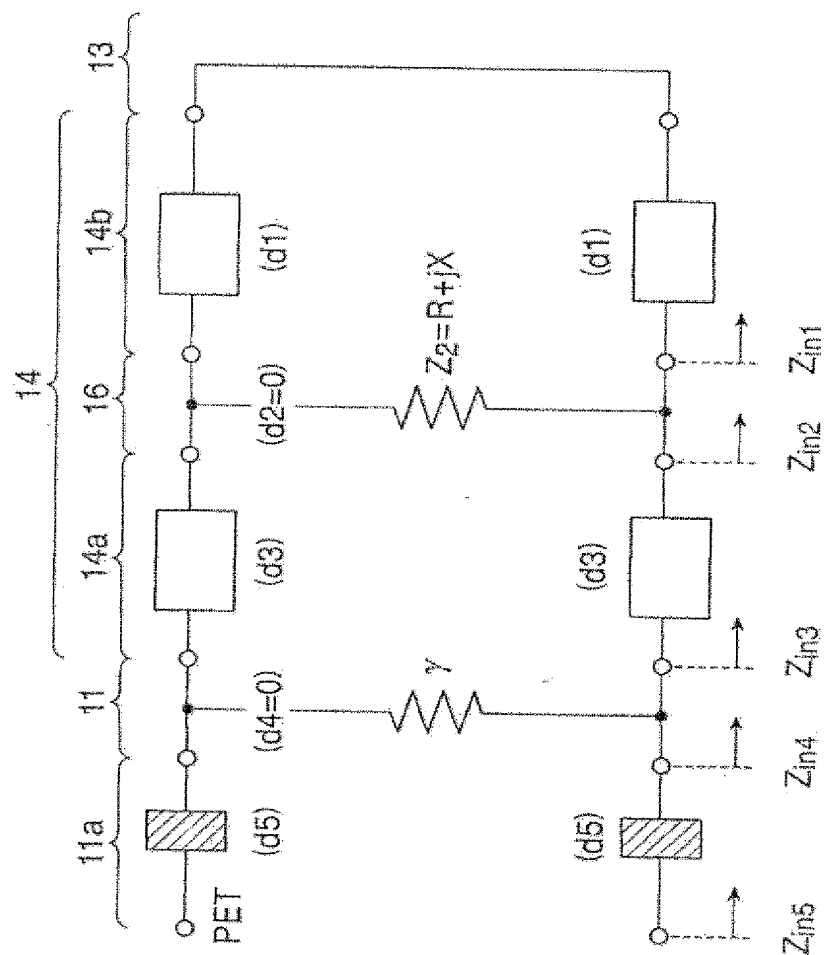 14
11a 11 14a 16 14b 13
PET
(d5) (d4=0) (d3) (d2=0) (d1)
γ Z2=R+jX
(d5) (d3) (d1)
Zin5 Zin4 Zin3 Zin2 Zin1